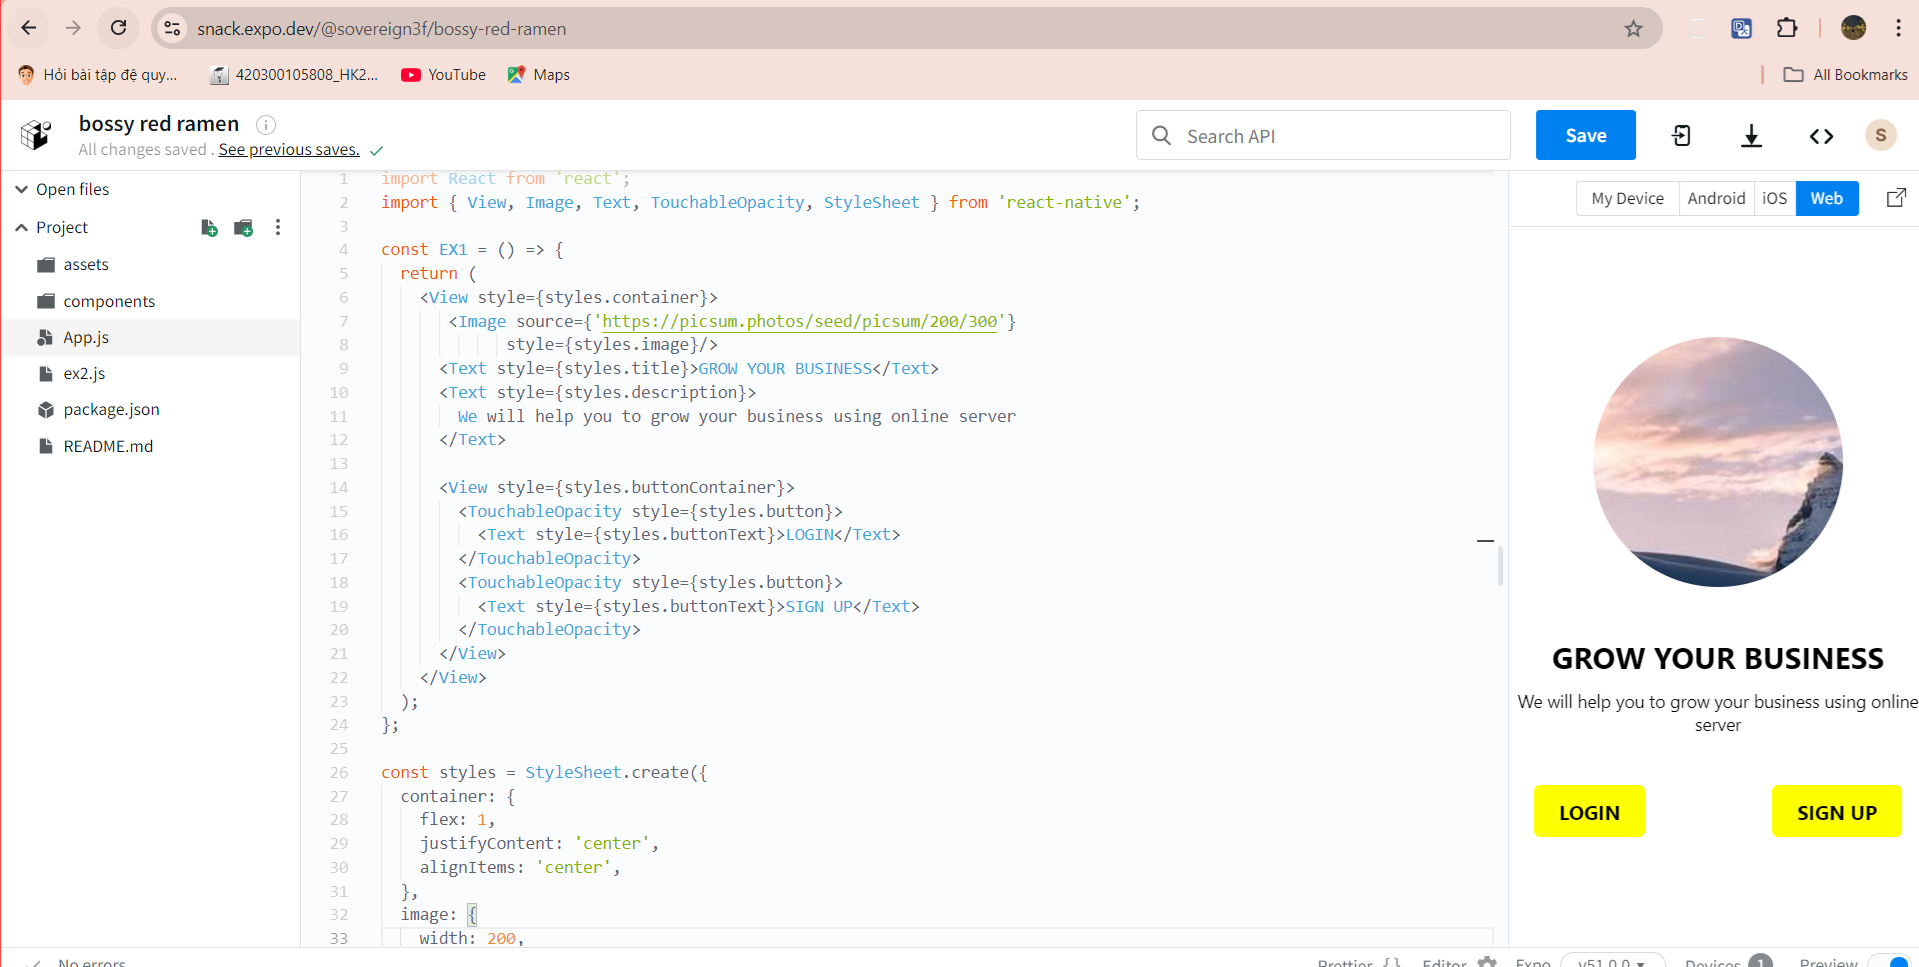 snack.expo.dev/@sovereign3f/bossy-red-ramen
Hỏi bài tập đệ quy...
420300105808_HK2...
YouTube
Maps
All Bookmarks
bossy red ramen
All changes saved . See previous saves.
Search API
Save
S
Open files
Project
assets
components
App.js
ex2.js
package.json
README.md
1 import React from 'react';
2 import { View, Image, Text, TouchableOpacity, StyleSheet } from 'react-native';
3
4 const EX1 = () => {
5 return (
6 <View style={styles.container}>
7 <Image source={'https://picsum.photos/seed/picsum/200/300'}
8 style={styles.image}/>
9 <Text style={styles.title}>GROW YOUR BUSINESS</Text>
10 <Text style={styles.description}>
11 We will help you to grow your business using online server
12 </Text>
13
14 <View style={styles.buttonContainer}>
15 <TouchableOpacity style={styles.button}>
16 <Text style={styles.buttonText}>LOGIN</Text>
17 </TouchableOpacity>
18 <TouchableOpacity style={styles.button}>
19 <Text style={styles.buttonText}>SIGN UP</Text>
20 </TouchableOpacity>
21 </View>
22 </View>
23 );
24 };
25
26 const styles = StyleSheet.create({
27 container: {
28 flex: 1,
29 justifyContent: 'center',
30 alignItems: 'center',
31 },
32 image: {
33 width: 200,
My Device
Android
iOS
Web
GROW YOUR BUSINESS
We will help you to grow your business using online
server
LOGIN
SIGN UP
No errors
Prettier { }
Editor
Expo
v51.0.0
Devices 1
Preview